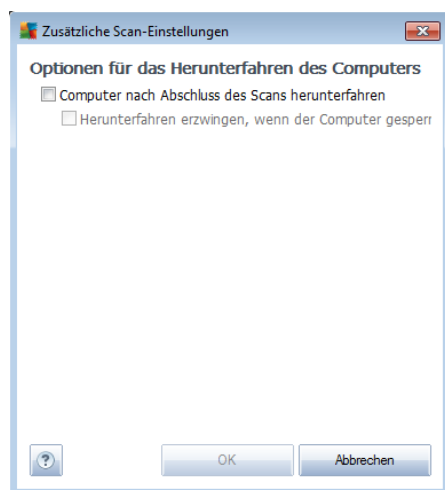 Zusätzliche Scan-Einstellungen
Optionen für das Herunterfahren des Computers
Computer nach Abschluss des Scans herunterfahren
Herunterfahren erzwingen, wenn der Computer gesperr
?
OK
Abbrechen